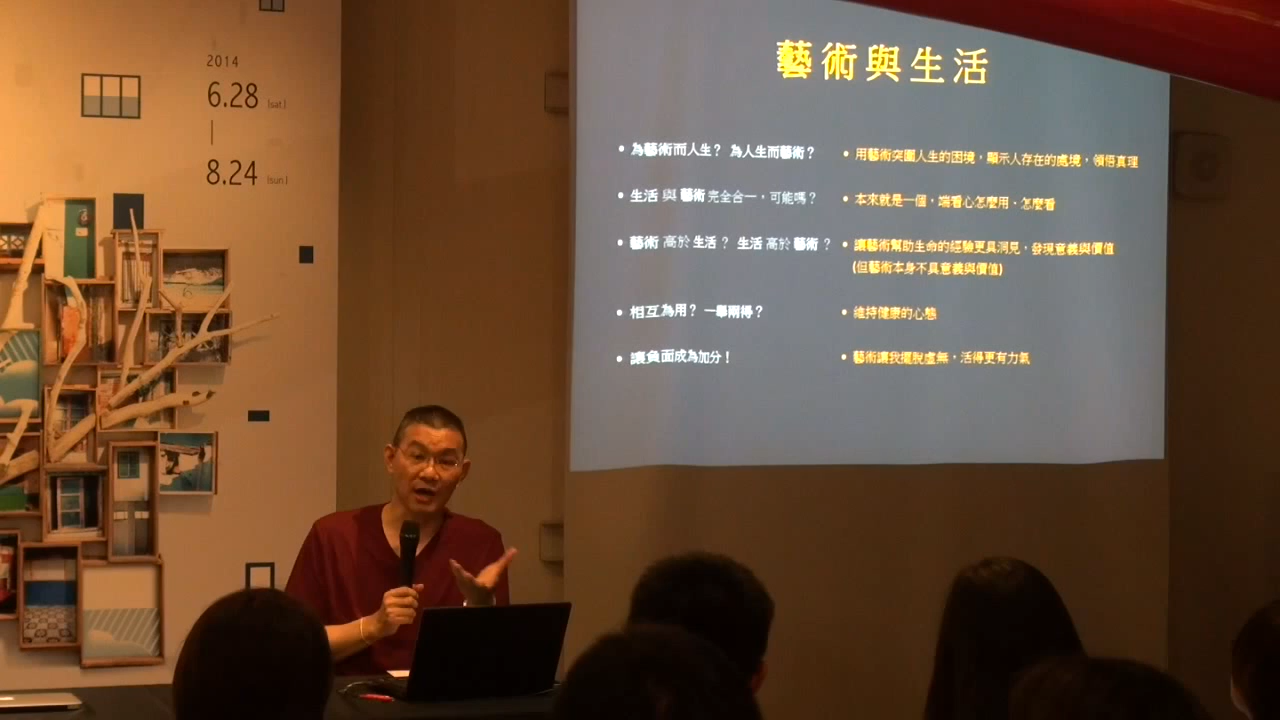 2014
6.28 [sat.]
8.24 [sun.]
藝術與生活
• 為藝術而人生？ 為人生而藝術？
• 用藝術突圍人生的困境，顯示人存在的處境，領悟真理
• 生活 與 藝術 完全合一，可能嗎？
• 本來就是一個，端看心怎麼用、怎麼看
• 藝術 高於 生活？ 生活 高於 藝術？
• 讓藝術幫助生命的經驗更具洞見，發現意義與價值
(但藝術本身不具意義與價值)
• 相互為用？ 一舉兩得？
• 維持健康的心態
• 讓負面成為加分！
• 藝術讓我擺脫虛無，活得更有力氣